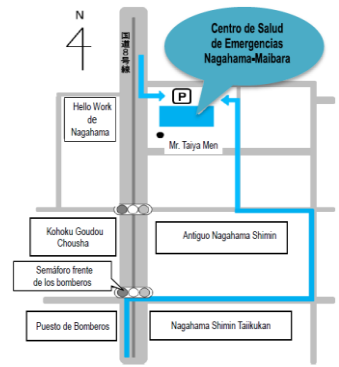 N
国道8号線
Centro de Salud
de Emergencias
Nagahama-Maibara
P
Hello Work
de
Nagahama
Mr. Taiya Men
Kohoku Goudou
Chousha
Antiguo Nagahama Shimin
Semáforo frente
de los bomberos
Puesto de Bomberos
Nagahama Shimin Taiikukan